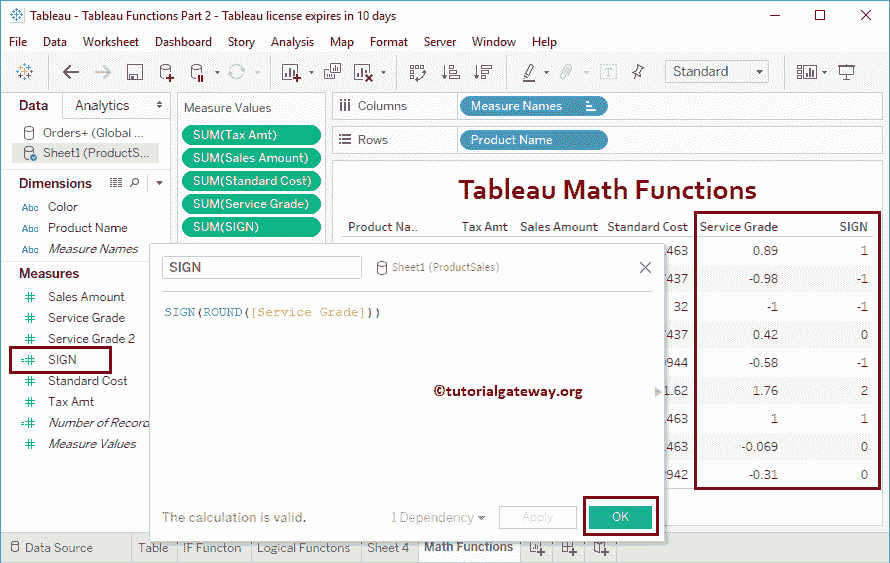 Tableau - Tableau Functions Part 2 - Tableau license expires in 10 days
File Data Worksheet Dashboard Story Analysis Map Format Server Window Help
Standard
Data Analytics
Orders+ (Global ...
Sheet1 (ProductS...
Dimensions
Abc Color
Abc Product Name
Abc Measure Names
Measures
Sales Amount
Service Grade
Service Grade 2
SIGN
Standard Cost
Tax Amt
Number of Record
Measure Values
Measure Values
SUM(Tax Amt)
SUM(Sales Amount)
SUM(Standard Cost)
SUM(Service Grade)
SUM(SIGN)
Columns Measure Names
Rows Product Name
Tableau Math Functions
Product Na.. Tax Amt Sales Amount Standard Cost Service Grade SIGN
463 0.89 1
7437 -0.98 -1
32 -1 -1
7437 0.42 0
9944 -0.58 -1
1.62 1.76 2
463 1 1
463 -0.069 0
9942 -0.31 0
SIGN Sheet1 (ProductSales)
SIGN(ROUND([Service Grade]))
©tutorialgateway.org
The calculation is valid. 1 Dependency Apply OK
Data Source Table IF Functon Logical Functons Sheet 4 Math Functions